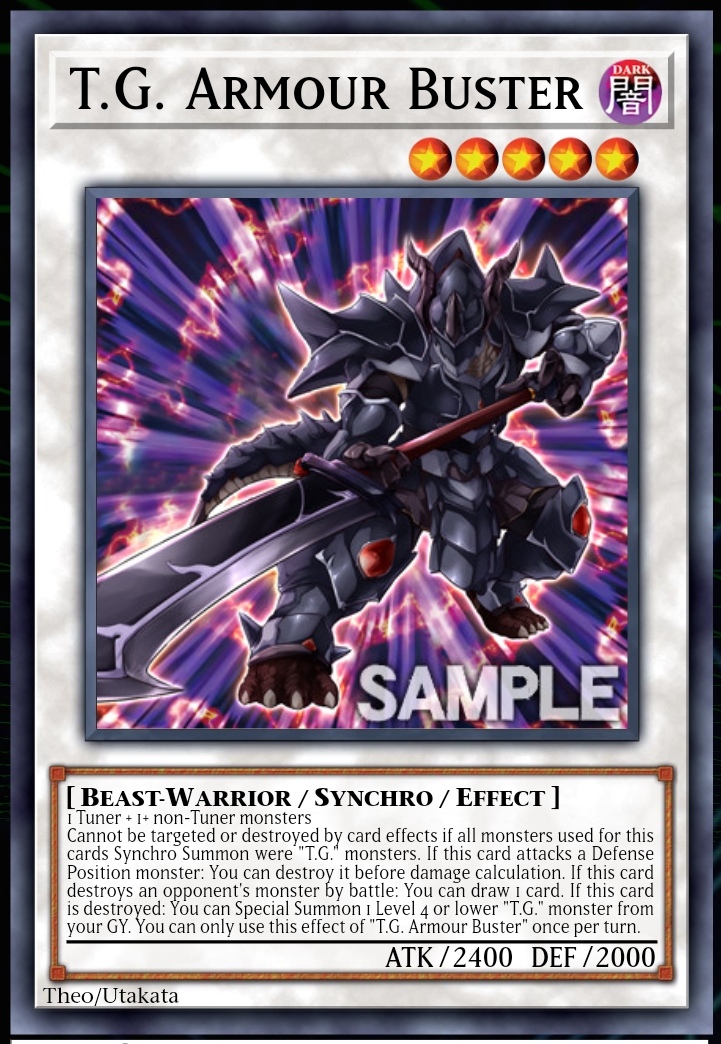 T.G. Armour Buster
DARK
闇
SAMPLE
[ Beast-Warrior / Synchro / Effect ]
1 Tuner + 1+ non-Tuner monsters
Cannot be targeted or destroyed by card effects if all monsters used for this
cards Synchro Summon were "T.G." monsters. If this card attacks a Defense
Position monster: You can destroy it before damage calculation. If this card
destroys an opponent's monster by battle: You can draw 1 card. If this card
is destroyed: You can Special Summon 1 Level 4 or lower "T.G." monster from
your GY. You can only use this effect of "T.G. Armour Buster" once per turn.
ATK/2400 DEF/2000
Theo/Utakata